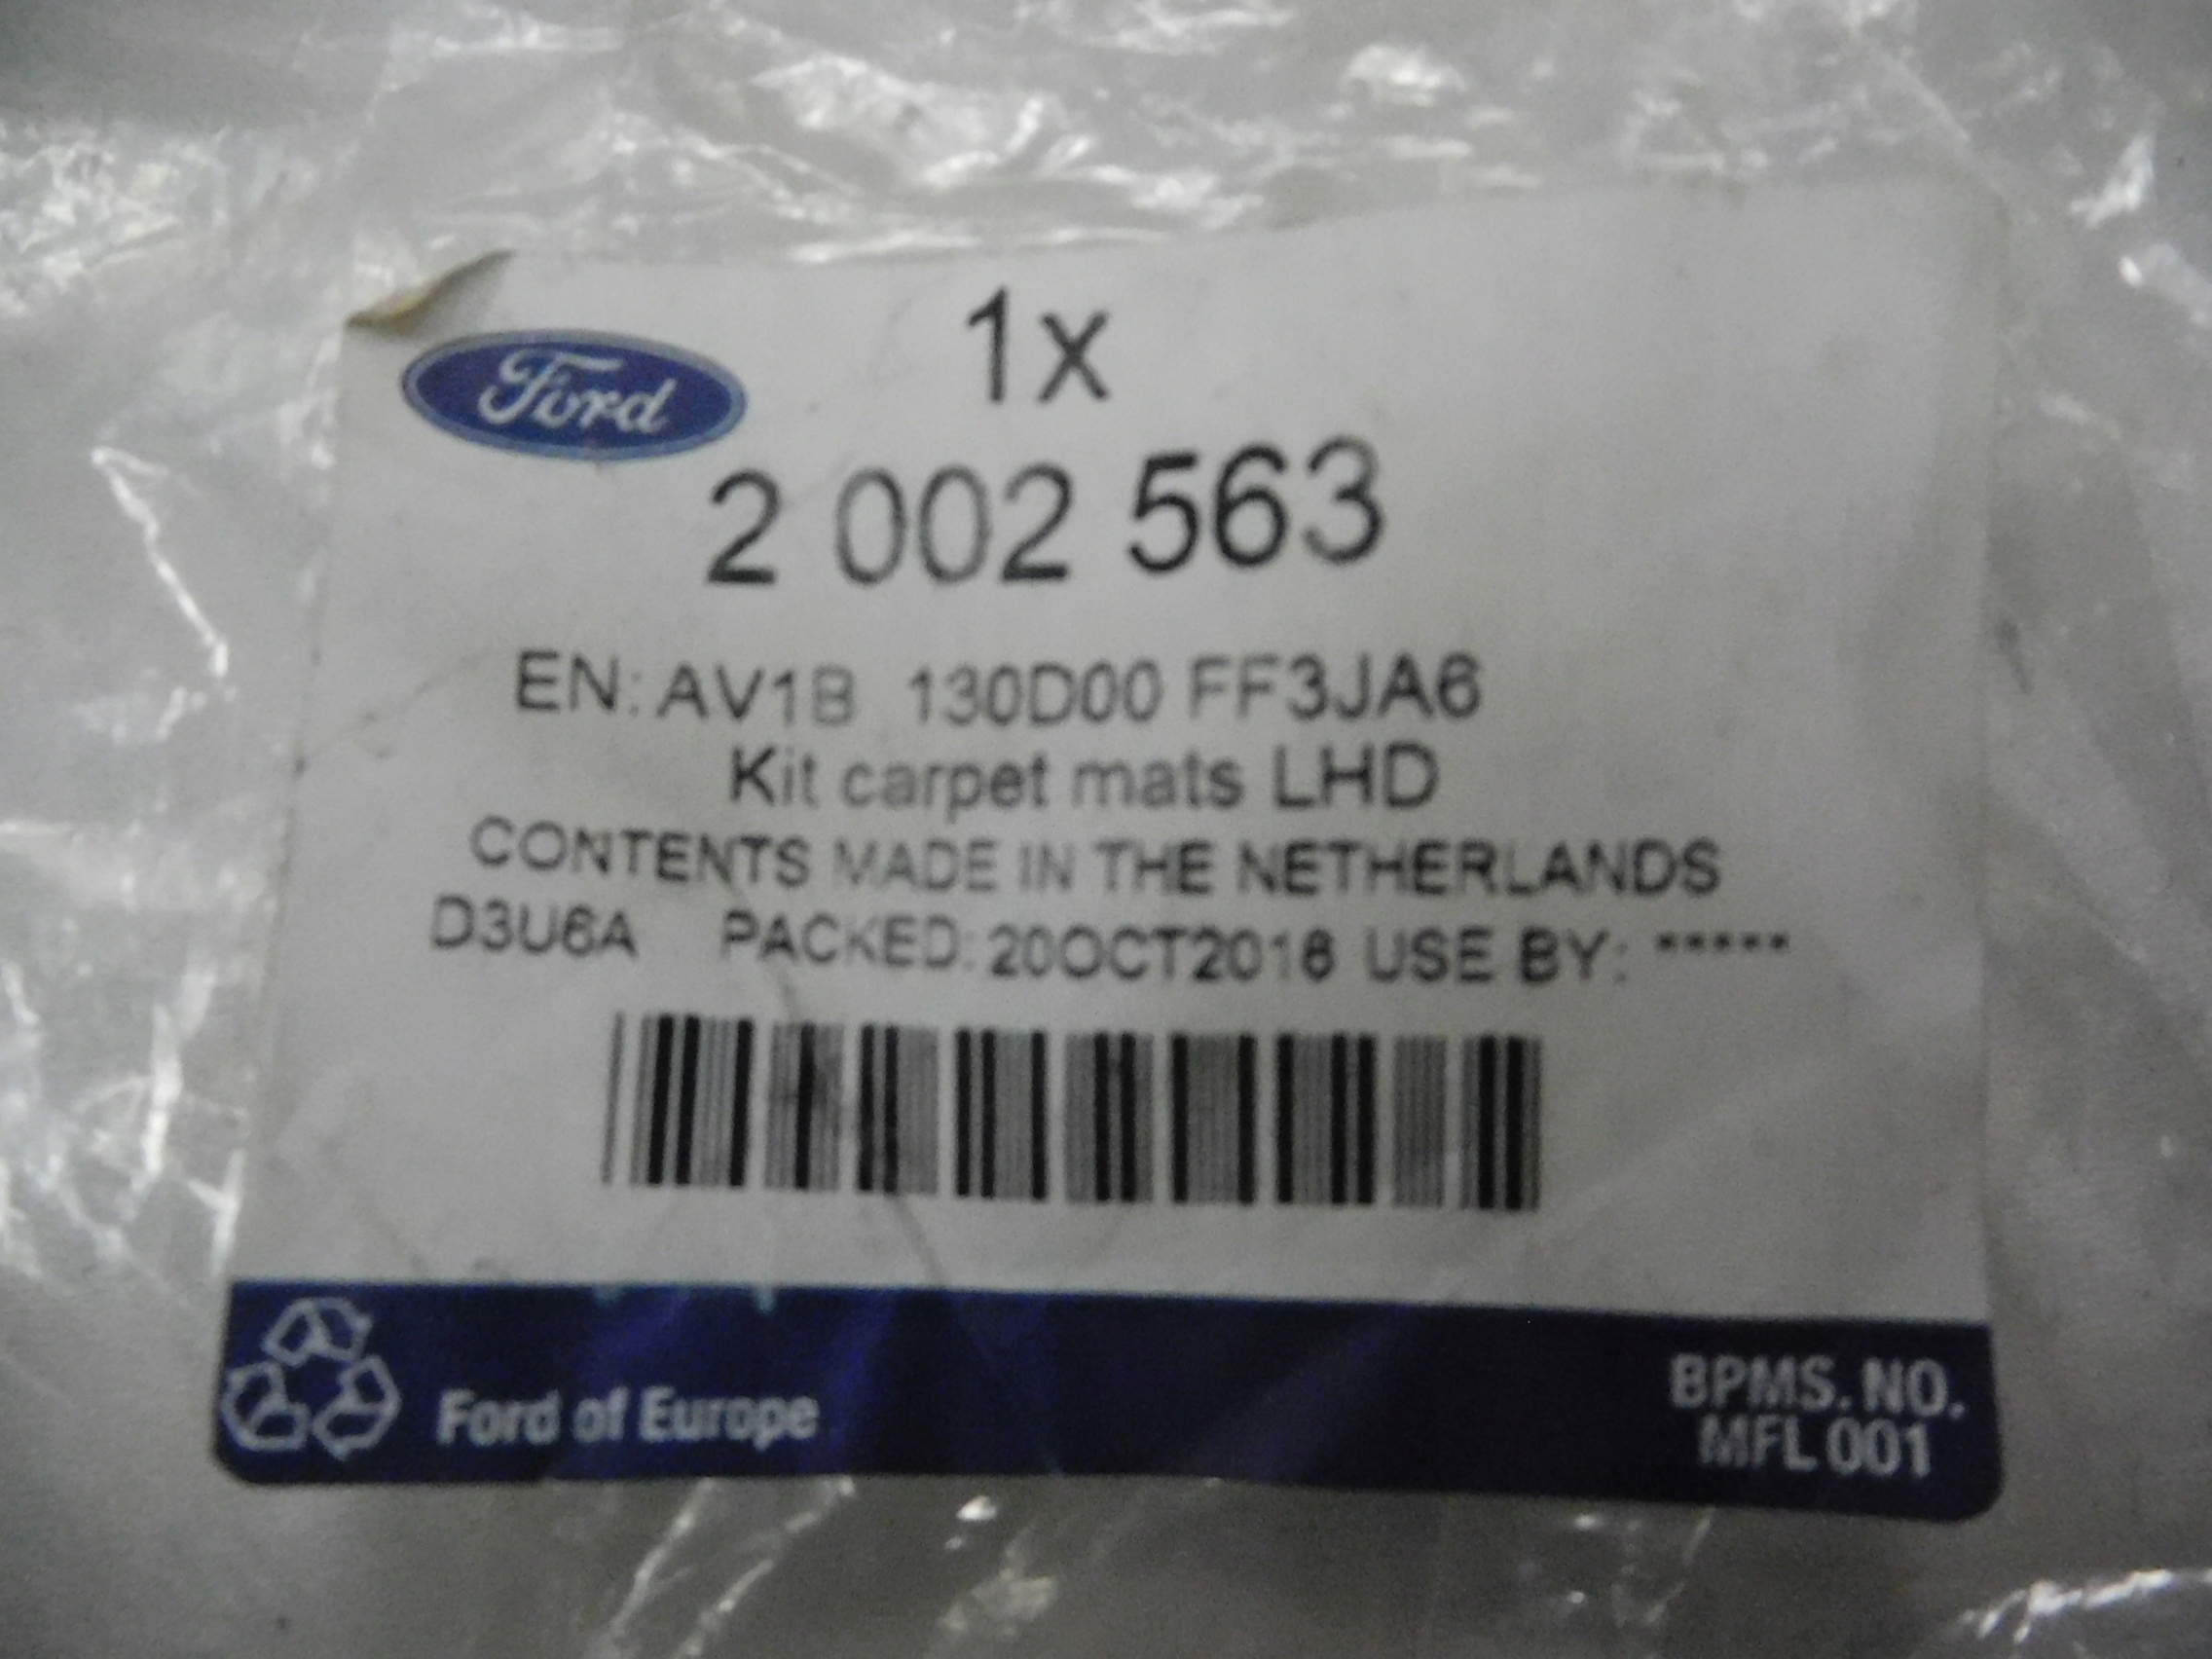 1x
Ford
2 002 563
EN: AV1B 130D00 FF3JA6
Kit carpet mats LHD
CONTENTS MADE IN THE NETHERLANDS
D3U6A PACKED: 20OCT2016 USE BY: *****
Ford of Europe
BPMS. NO.
MFL 001